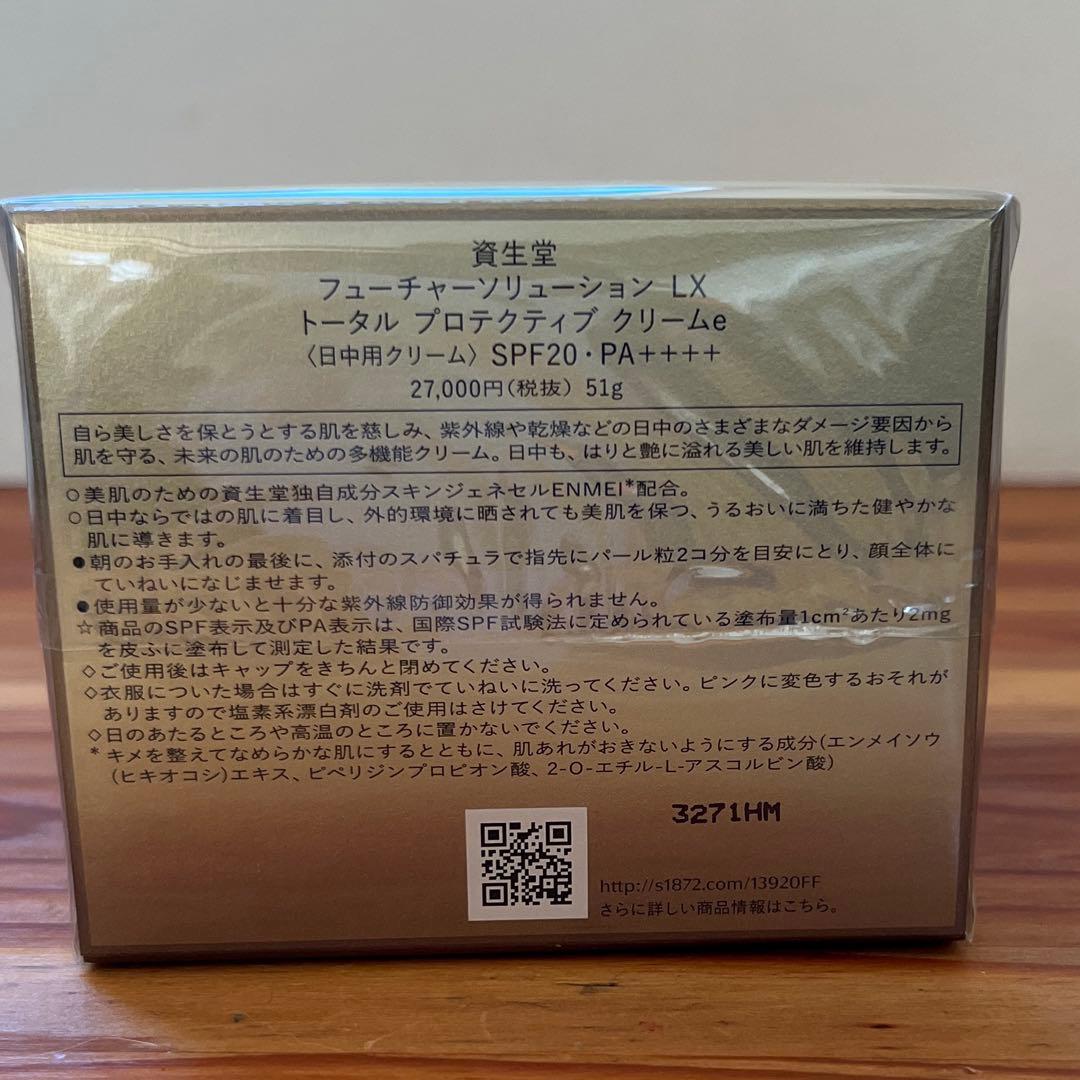 資生堂
フューチャーソリューション LX
トータル プロテクティブ クリームe
〈日中用クリーム〉 SPF20・PA++++
27,000円(税抜) 51g
自ら美しさを保とうとする肌を慈しみ、紫外線や乾燥などの日中のさまざまなダメージ要因から
肌を守る、未来の肌のための多機能クリーム。日中も、はりと艶に溢れる美しい肌を維持します。
○美肌のための資生堂独自成分スキンジェネセルENMEI*配合。
○日中ならではの肌に着目し、外的環境に晒されても美肌を保つ、うるおいに満ちた健やかな
肌に導きます。
●朝のお手入れの最後に、添付のスパチュラで指先にパール粒2コ分を目安にとり、顔全体に
ていねいになじませます。
●使用量が少ないと十分な紫外線防御効果が得られません。
☆商品のSPF表示及びPA表示は、国際SPF試験法に定められている塗布量1cm²あたり2mg
を皮ふに塗布して測定した結果です。
◇ご使用後はキャップをきちんと閉めてください。
◇衣服についた場合はすぐに洗剤でていねいに洗ってください。ピンクに変色するおそれが
ありますので塩素系漂白剤のご使用はさけてください。
◇日のあたるところや高温のところに置かないでください。
*キメを整えてなめらかな肌にするとともに、肌あれがおきないようにする成分(エンメイソウ
(ヒキオコシ)エキス、ピペリジンプロピオン酸、2-O-エチル-L-アスコルビン酸)
3271HM
http://s1872.com/13920FF
さらに詳しい商品情報はこちら。